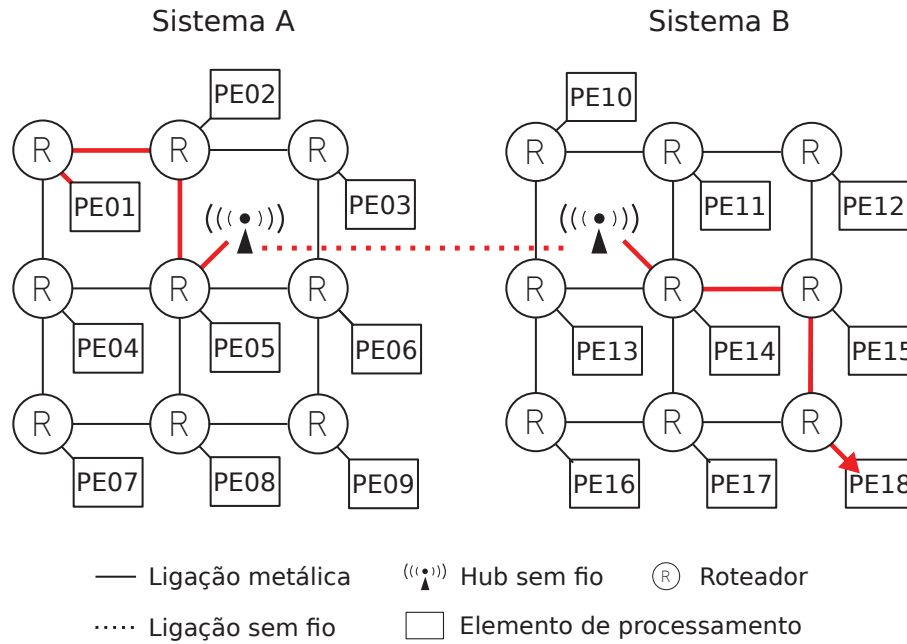 Sistema A
Sistema B
PE02
PE10
R
R
R
R
R
R
PE01
PE03
PE11
PE12
R
R
R
R
R
R
PE04
PE05
PE06
PE13
PE14
PE15
R
R
R
R
R
R
PE07
PE08
PE09
PE16
PE17
PE18
Ligação metálica
Hub sem fio
R
Roteador
Ligação sem fio
Elemento de processamento